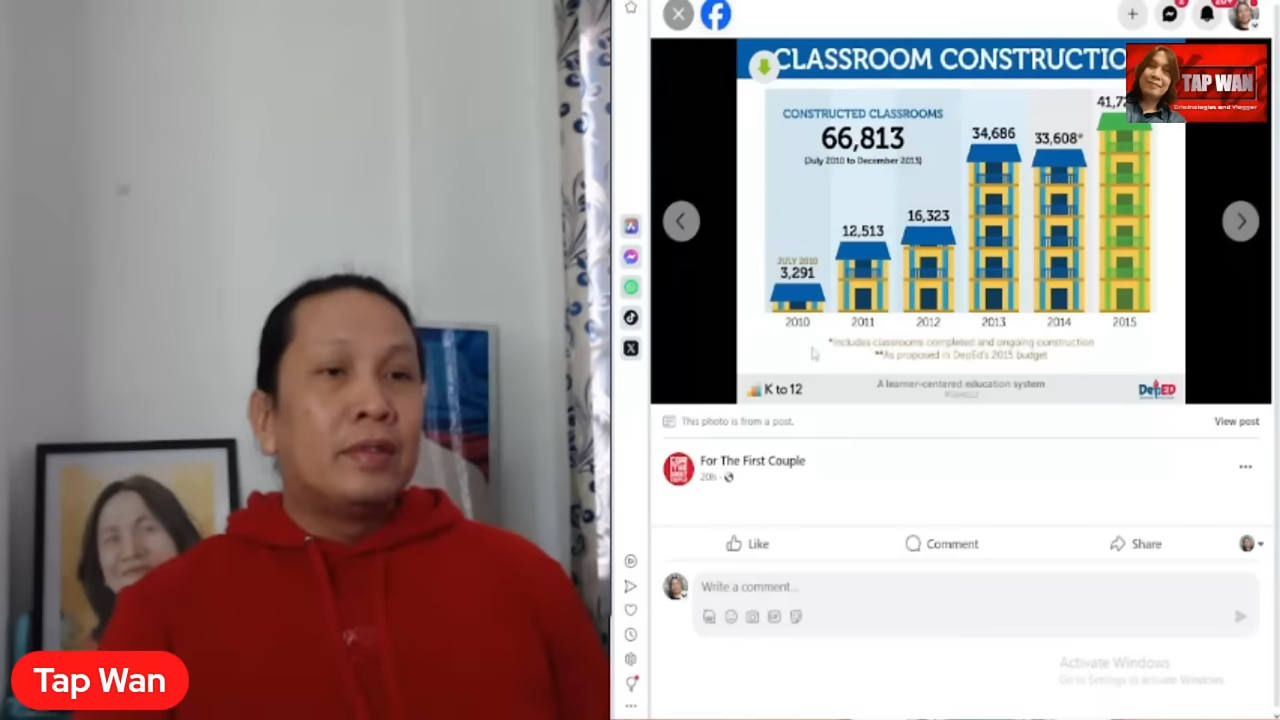 Tap Wan
CLASSROOM CONSTRUCTIO
TAP WAN
Criminologist and Vlogger
CONSTRUCTED CLASSROOMS
66,813
(July 2010 to December 2013)
JULY 2010
3,291
12,513
16,323
34,686
33,608*
2010
2011
2012
2013
2014
2015
*Includes classrooms completed and ongoing construction
**As proposed in DepEd's 2015 budget
K to 12
A learner-centered education system
DepED
This photo is from a post.
View post
For The First Couple
20h
Like
Comment
Share
Write a comment...
Activate Windows
Go to Settings to activate Windows.